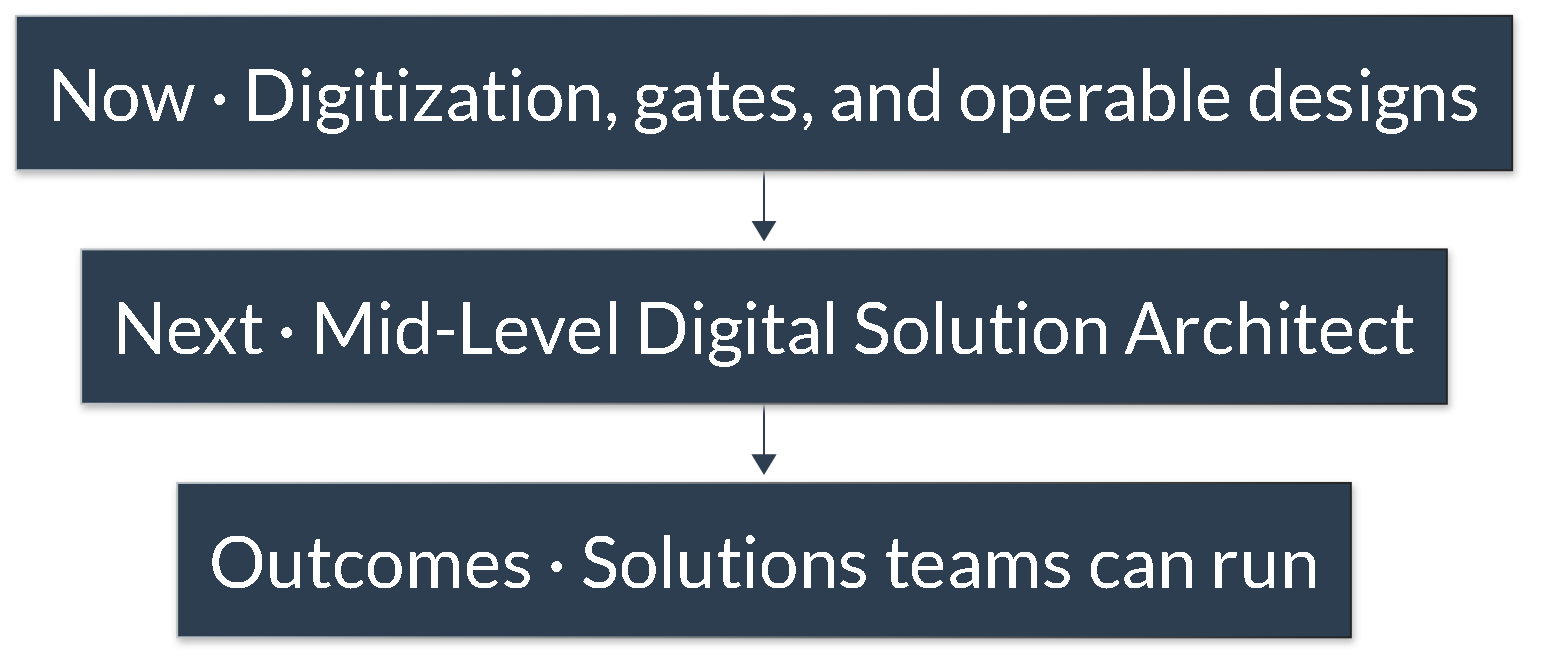 Now · Digitization, gates, and operable designs
Next · Mid-Level Digital Solution Architect
Outcomes · Solutions teams can run